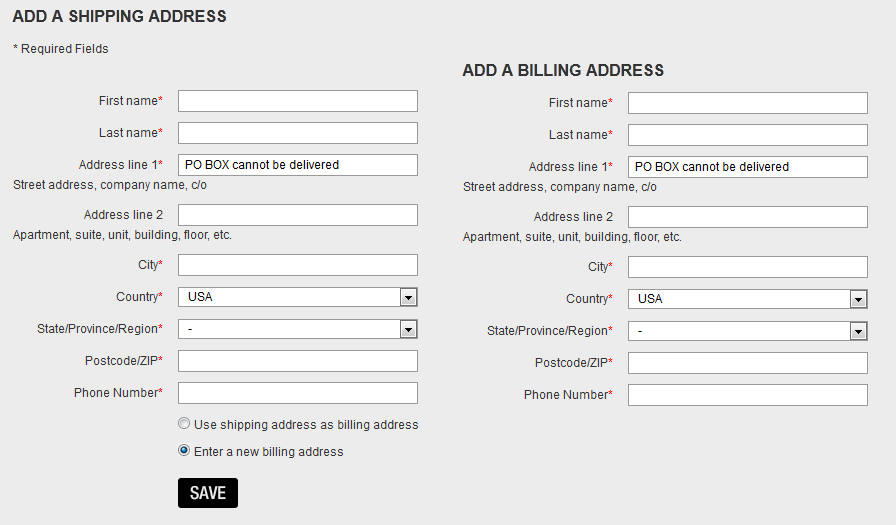 ADD A SHIPPING ADDRESS
* Required Fields
First name*
Last name*
Address line 1* PO BOX cannot be delivered
Street address, company name, c/o
Address line 2
Apartment, suite, unit, building, floor, etc.
City*
Country* USA
State/Province/Region* -
Postcode/ZIP*
Phone Number*
Use shipping address as billing address
Enter a new billing address
SAVE
ADD A BILLING ADDRESS
First name*
Last name*
Address line 1* PO BOX cannot be delivered
Street address, company name, c/o
Address line 2
Apartment, suite, unit, building, floor, etc.
City*
Country* USA
State/Province/Region* -
Postcode/ZIP*
Phone Number*